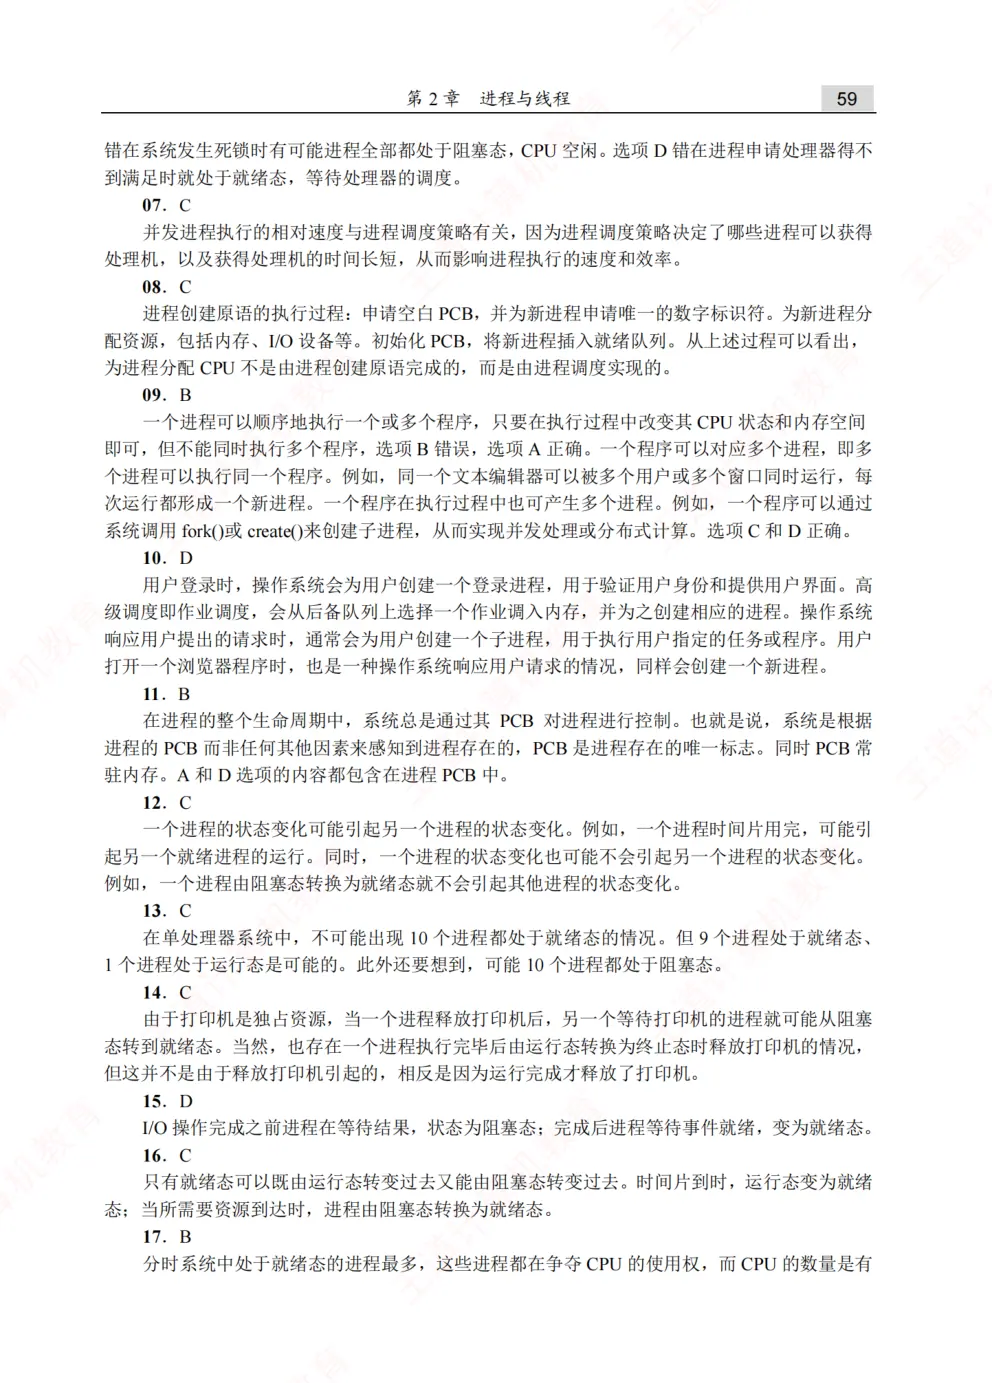 第 2 章 进程与线程 59
错在系统发生死锁时有可能进程全部都处于阻塞态，CPU 空闲。选项 D 错在进程申请处理器得不
到满足时就处于就绪态，等待处理器的调度。
07．C
并发进程执行的相对速度与进程调度策略有关，因为进程调度策略决定了哪些进程可以获得
处理机，以及获得处理机的时间长短，从而影响进程执行的速度和效率。
08．C
进程创建原语的执行过程：申请空白 PCB，并为新进程申请唯一的数字标识符。为新进程分
配资源，包括内存、I/O 设备等。初始化 PCB，将新进程插入就绪队列。从上述过程可以看出，
为进程分配 CPU 不是由进程创建原语完成的，而是由进程调度实现的。
09．B
一个进程可以顺序地执行一个或多个程序，只要在执行过程中改变其 CPU 状态和内存空间
即可，但不能同时执行多个程序，选项 B 错误，选项 A 正确。一个程序可以对应多个进程，即多
个进程可以执行同一个程序。例如，同一个文本编辑器可以被多个用户或多个窗口同时运行，每
次运行都形成一个新进程。一个程序在执行过程中也可产生多个进程。例如，一个程序可以通过
系统调用 fork()或 create()来创建子进程，从而实现并发处理或分布式计算。选项 C 和 D 正确。
10．D
用户登录时，操作系统会为用户创建一个登录进程，用于验证用户身份和提供用户界面。高
级调度即作业调度，会从后备队列上选择一个作业调入内存，并为之创建相应的进程。操作系统
响应用户提出的请求时，通常会为用户创建一个子进程，用于执行用户指定的任务或程序。用户
打开一个浏览器程序时，也是一种操作系统响应用户请求的情况，同样会创建一个新进程。
11．B
在进程的整个生命周期中，系统总是通过其 PCB 对进程进行控制。也就是说，系统是根据
进程的 PCB 而非任何其他因素来感知到进程存在的，PCB 是进程存在的唯一标志。同时 PCB 常
驻内存。A 和 D 选项的内容都包含在进程 PCB 中。
12．C
一个进程的状态变化可能引起另一个进程的状态变化。例如，一个进程时间片用完，可能引
起另一个就绪进程的运行。同时，一个进程的状态变化也可能不会引起另一个进程的状态变化。
例如，一个进程由阻塞态转换为就绪态就不会引起其他进程的状态变化。
13．C
在单处理器系统中，不可能出现 10 个进程都处于就绪态的情况。但 9 个进程处于就绪态、
1 个进程处于运行态是可能的。此外还要想到，可能 10 个进程都处于阻塞态。
14．C
由于打印机是独占资源，当一个进程释放打印机后，另一个等待打印机的进程就可能从阻塞
态转到就绪态。当然，也存在一个进程执行完毕后由运行态转换为终止态时释放打印机的情况，
但这并不是由于释放打印机引起的，相反是因为运行完成才释放了打印机。
15．D
I/O 操作完成之前进程在等待结果，状态为阻塞态；完成后进程等待事件就绪，变为就绪态。
16．C
只有就绪态可以既由运行态转变过去又能由阻塞态转变过去。时间片到时，运行态变为就绪
态；当所需要资源到达时，进程由阻塞态转换为就绪态。
17．B
分时系统中处于就绪态的进程最多，这些进程都在争夺 CPU 的使用权，而 CPU 的数量是有